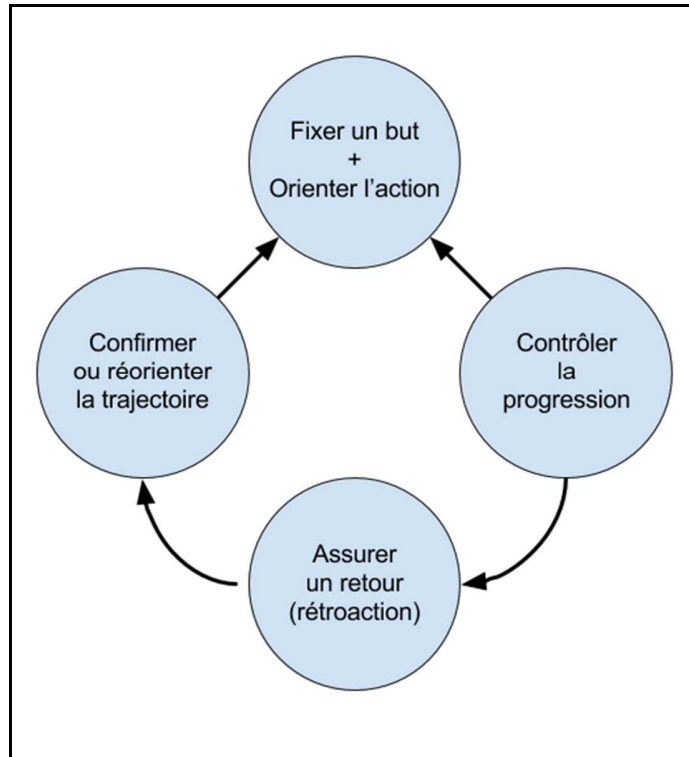 Fixer un but
+
Orienter l'action
Confirmer
ou réorienter
la trajectoire
Contrôler
la
progression
Assurer
un retour
(rétroaction)